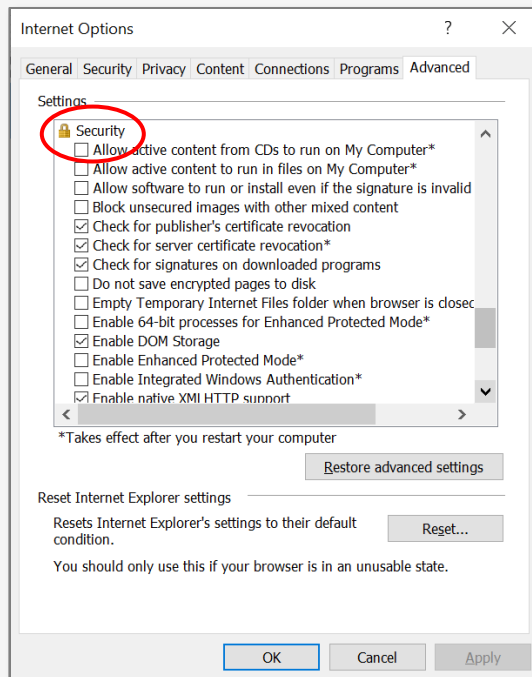 Internet Options ?
General Security Privacy Content Connections Programs Advanced
Settings
Security
Allow active content from CDs to run on My Computer*
Allow active content to run in files on My Computer*
Allow software to run or install even if the signature is invalid
Block unsecured images with other mixed content
Check for publisher's certificate revocation
Check for server certificate revocation*
Check for signatures on downloaded programs
Do not save encrypted pages to disk
Empty Temporary Internet Files folder when browser is closed
Enable 64-bit processes for Enhanced Protected Mode*
Enable DOM Storage
Enable Enhanced Protected Mode*
Enable Integrated Windows Authentication*
Enable native XMLHTTP support
*Takes effect after you restart your computer
Restore advanced settings
Reset Internet Explorer settings
Resets Internet Explorer's settings to their default
condition.
Reset...
You should only use this if your browser is in an unusable state.
OK Cancel Apply